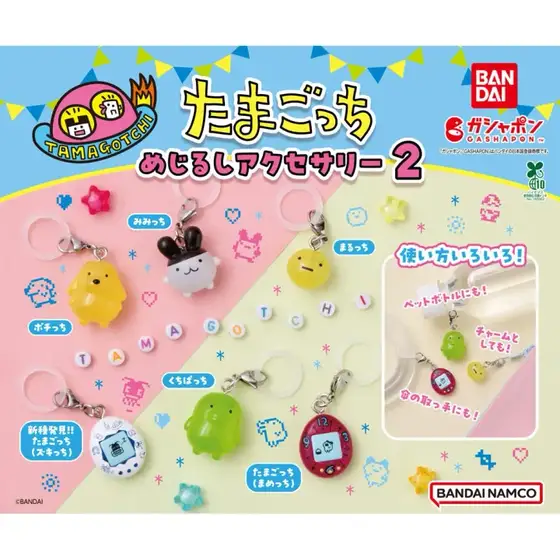 TAMAGOTCHI
たまごっち
めじるしアクセサリー2
BAN
DAI
ガシャポン
GASHAPON
みみっち
まるっち
ポチっち
TAMAGOTCHI
くちぱっち
新種発見!!
たまごっち
(ズキっち)
たまごっち
(まめっち)
使い方いろいろ!
ペットボトルにも!
チャームと
しても!
傘の取っ手にも!
©BANDAI
BANDAI NAMCO